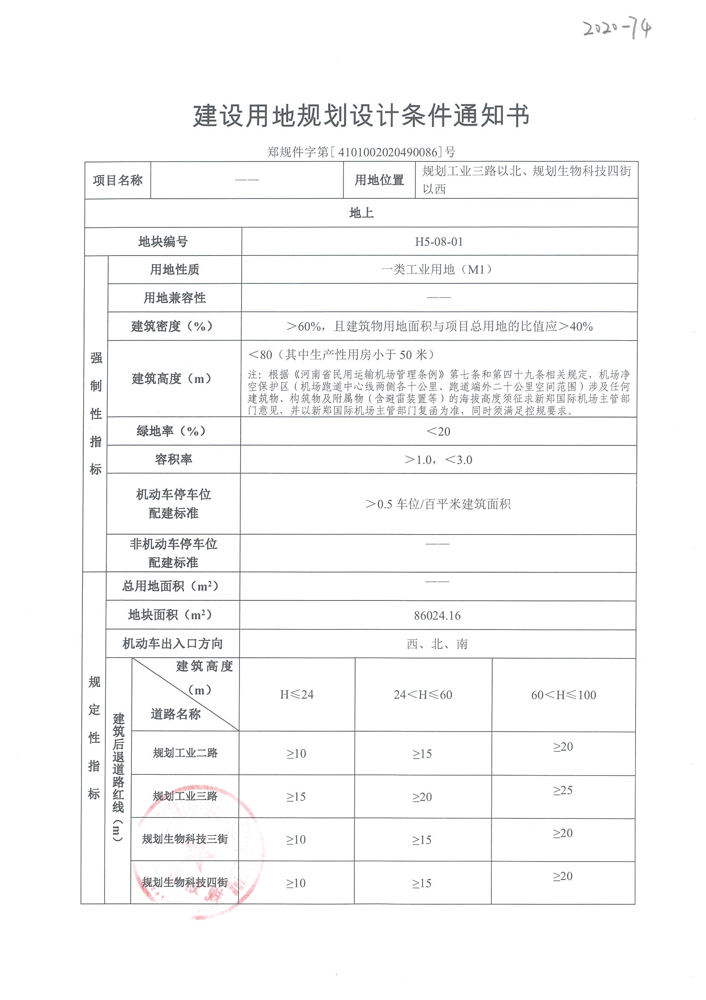 2020-74
建设用地规划设计条件通知书
郑规件字第[ 4101002020490086]号
项目名称 —— 用地位置 规划工业三路以北、规划生物科技四街
以西
地上
地块编号 H5-08-01
强制性指标
用地性质 一类工业用地（M1）
用地兼容性 ——
建筑密度（%） ＞60%，且建筑物用地面积与项目总用地的比值应＞40%
建筑高度（m） ＜80（其中生产性用房小于 50 米）
注：根据《河南省民用运输机场管理条例》第七条和第四十九条相关规定，机场净
空保护区（机场跑道中心线两侧各十公里、跑道端外二十公里空间范围）涉及任何
建筑物、构筑物及附属物（含避雷装置等）的海拔高度须征求新郑国际机场主管部
门意见，并以新郑国际机场主管部门复函为准，同时须满足控规要求。
绿地率（%） ＜20
容积率 ＞1.0，＜3.0
机动车停车位
配建标准 ＞0.5 车位/百平米建筑面积
非机动车停车位 ——
配建标准
规定性指标
总用地面积（m²） ——
地块面积（m²） 86024.16
机动车出入口方向 西、北、南
建筑后退道路红线（m）
建筑高度
（m）
道路名称 H≤24 24＜H≤60 60＜H≤100
规划工业二路 ≥10 ≥15 ≥20
规划工业三路 ≥15 ≥20 ≥25
规划生物科技三街 ≥10 ≥15 ≥20
规划生物科技四街 ≥10 ≥15 ≥20